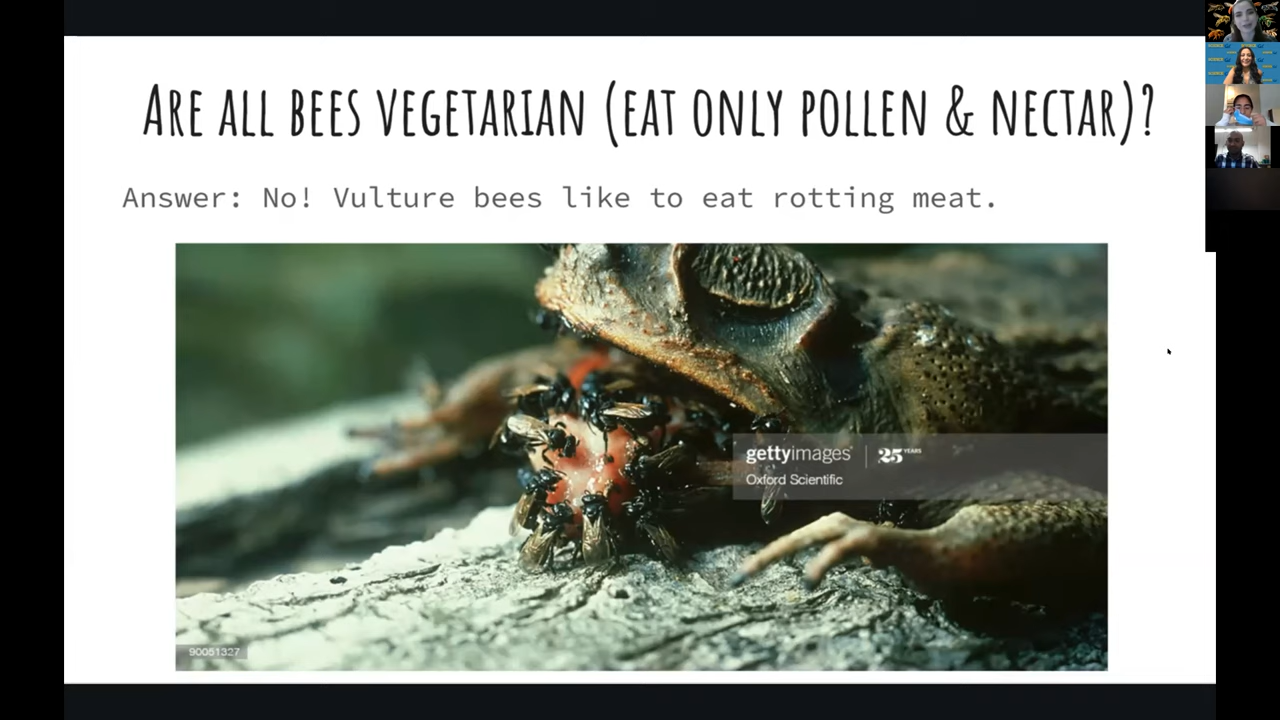 ARE ALL BEES VEGETARIAN (EAT ONLY POLLEN & NECTAR)?
Answer: No! Vulture bees like to eat rotting meat.
gettyimages® 25 YEARS
Oxford Scientific
90051327